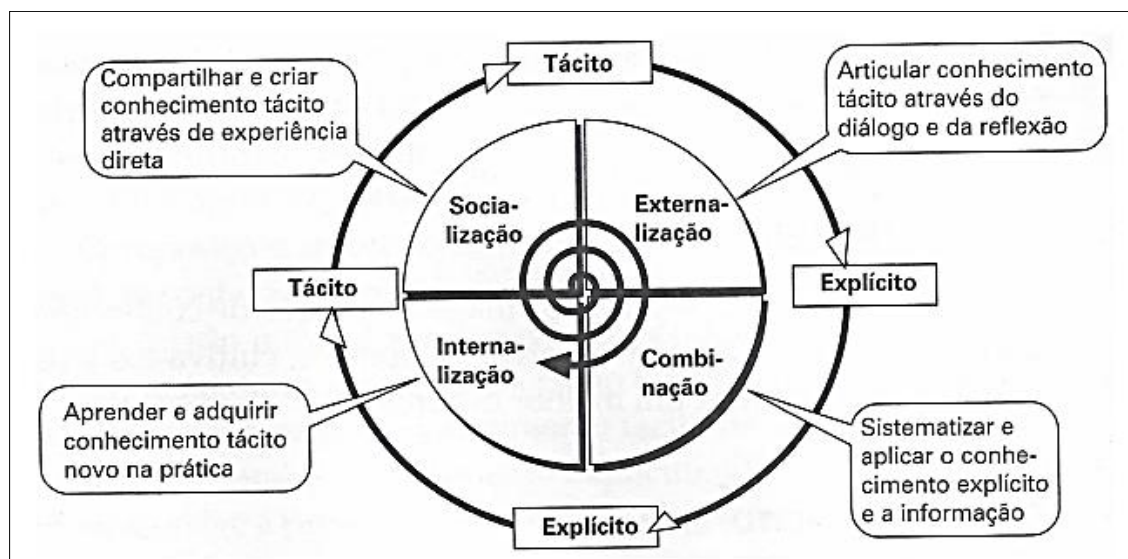 Tácito
Compartilhar e criar
conhecimento tácito
através de experiência
direta
Articular conhecimento
tácito através do
diálogo e da reflexão
Socia-
lização
Externa-
lização
Tácito
Explícito
Interna-
lização
Combi-
nação
Aprender e adquirir
conhecimento tácito
novo na prática
Sistematizar e
aplicar o conhe-
cimento explícito
e a informação
Explícito